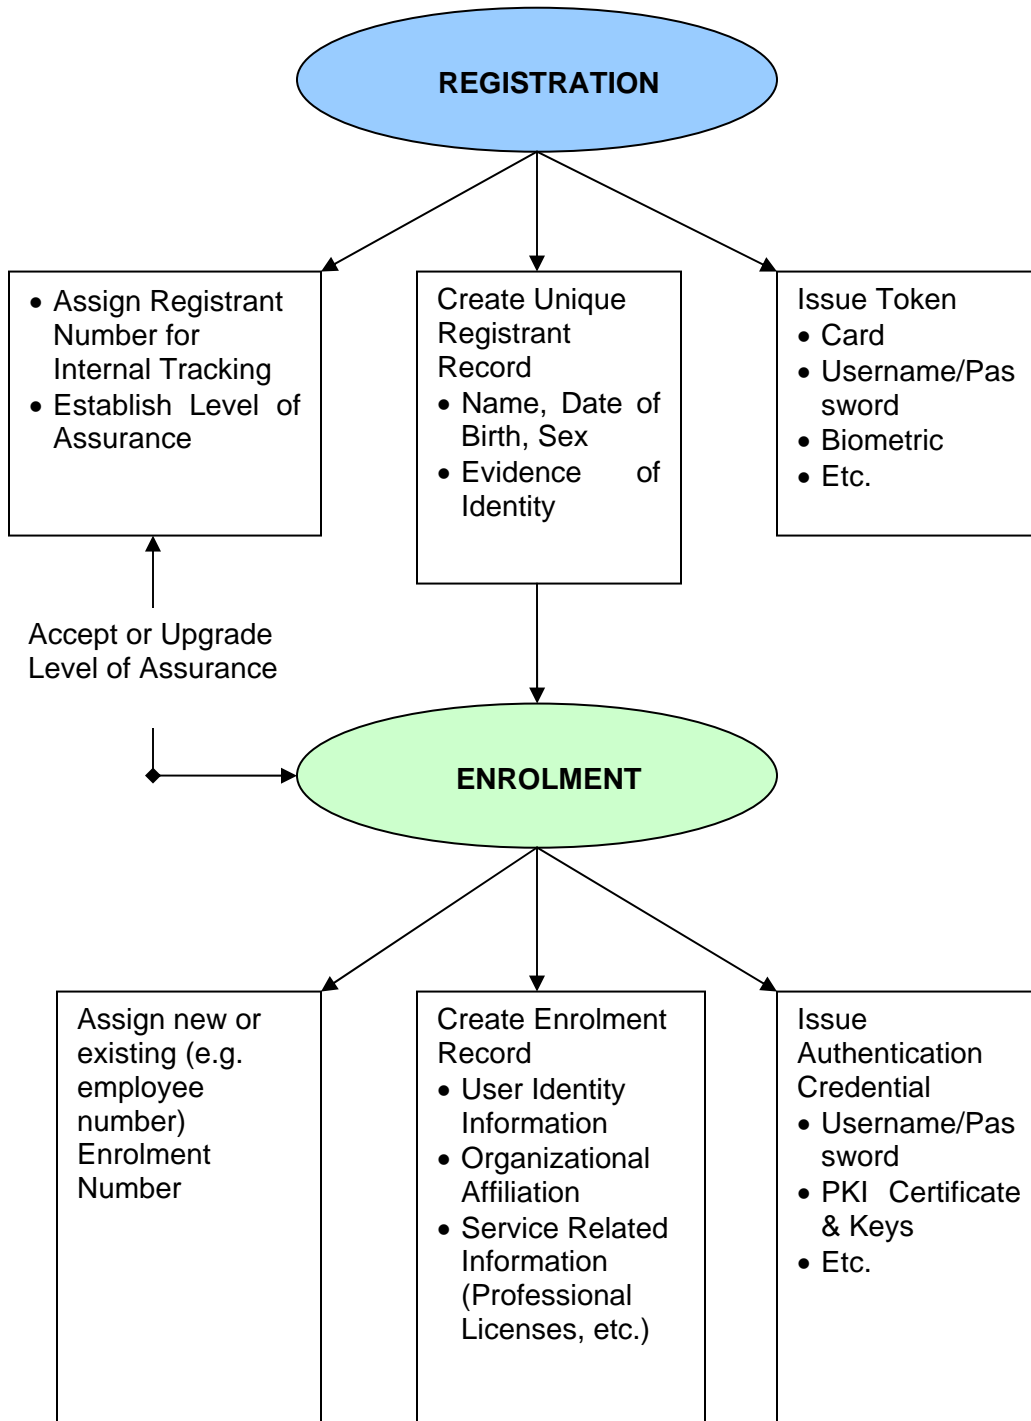 REGISTRATION
• Assign Registrant
Number for
Internal Tracking
• Establish Level of
Assurance
Create Unique
Registrant
Record
• Name, Date of
Birth, Sex
• Evidence of
Identity
Issue Token
• Card
• Username/Pas
sword
• Biometric
• Etc.
Accept or Upgrade
Level of Assurance
ENROLMENT
Assign new or
existing (e.g.
employee
number)
Enrolment
Number
Create Enrolment
Record
• User Identity
Information
• Organizational
Affiliation
• Service Related
Information
(Professional
Licenses, etc.)
Issue
Authentication
Credential
• Username/Pas
sword
• PKI Certificate
& Keys
• Etc.